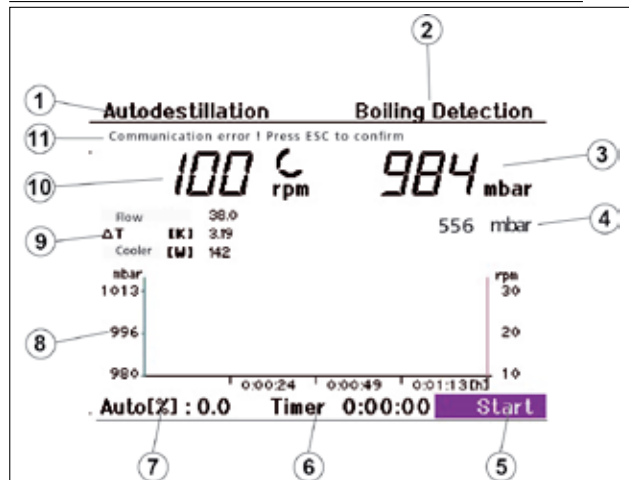 2
1 Autodestillation Boiling Detection
11 Communication error ! Press ESC to confirm
10 100 rpm 984 mbar 3
Flow 38.0 556 mbar 4
9 ΔT [K] 3.19
Cooler [W] 142
mbar rpm
1013 30
8 996 20
980 10
0:00:24 0:00:49 0:01:13[h]
Auto[%] : 0.0 Timer 0:00:00 Start
7 6 5